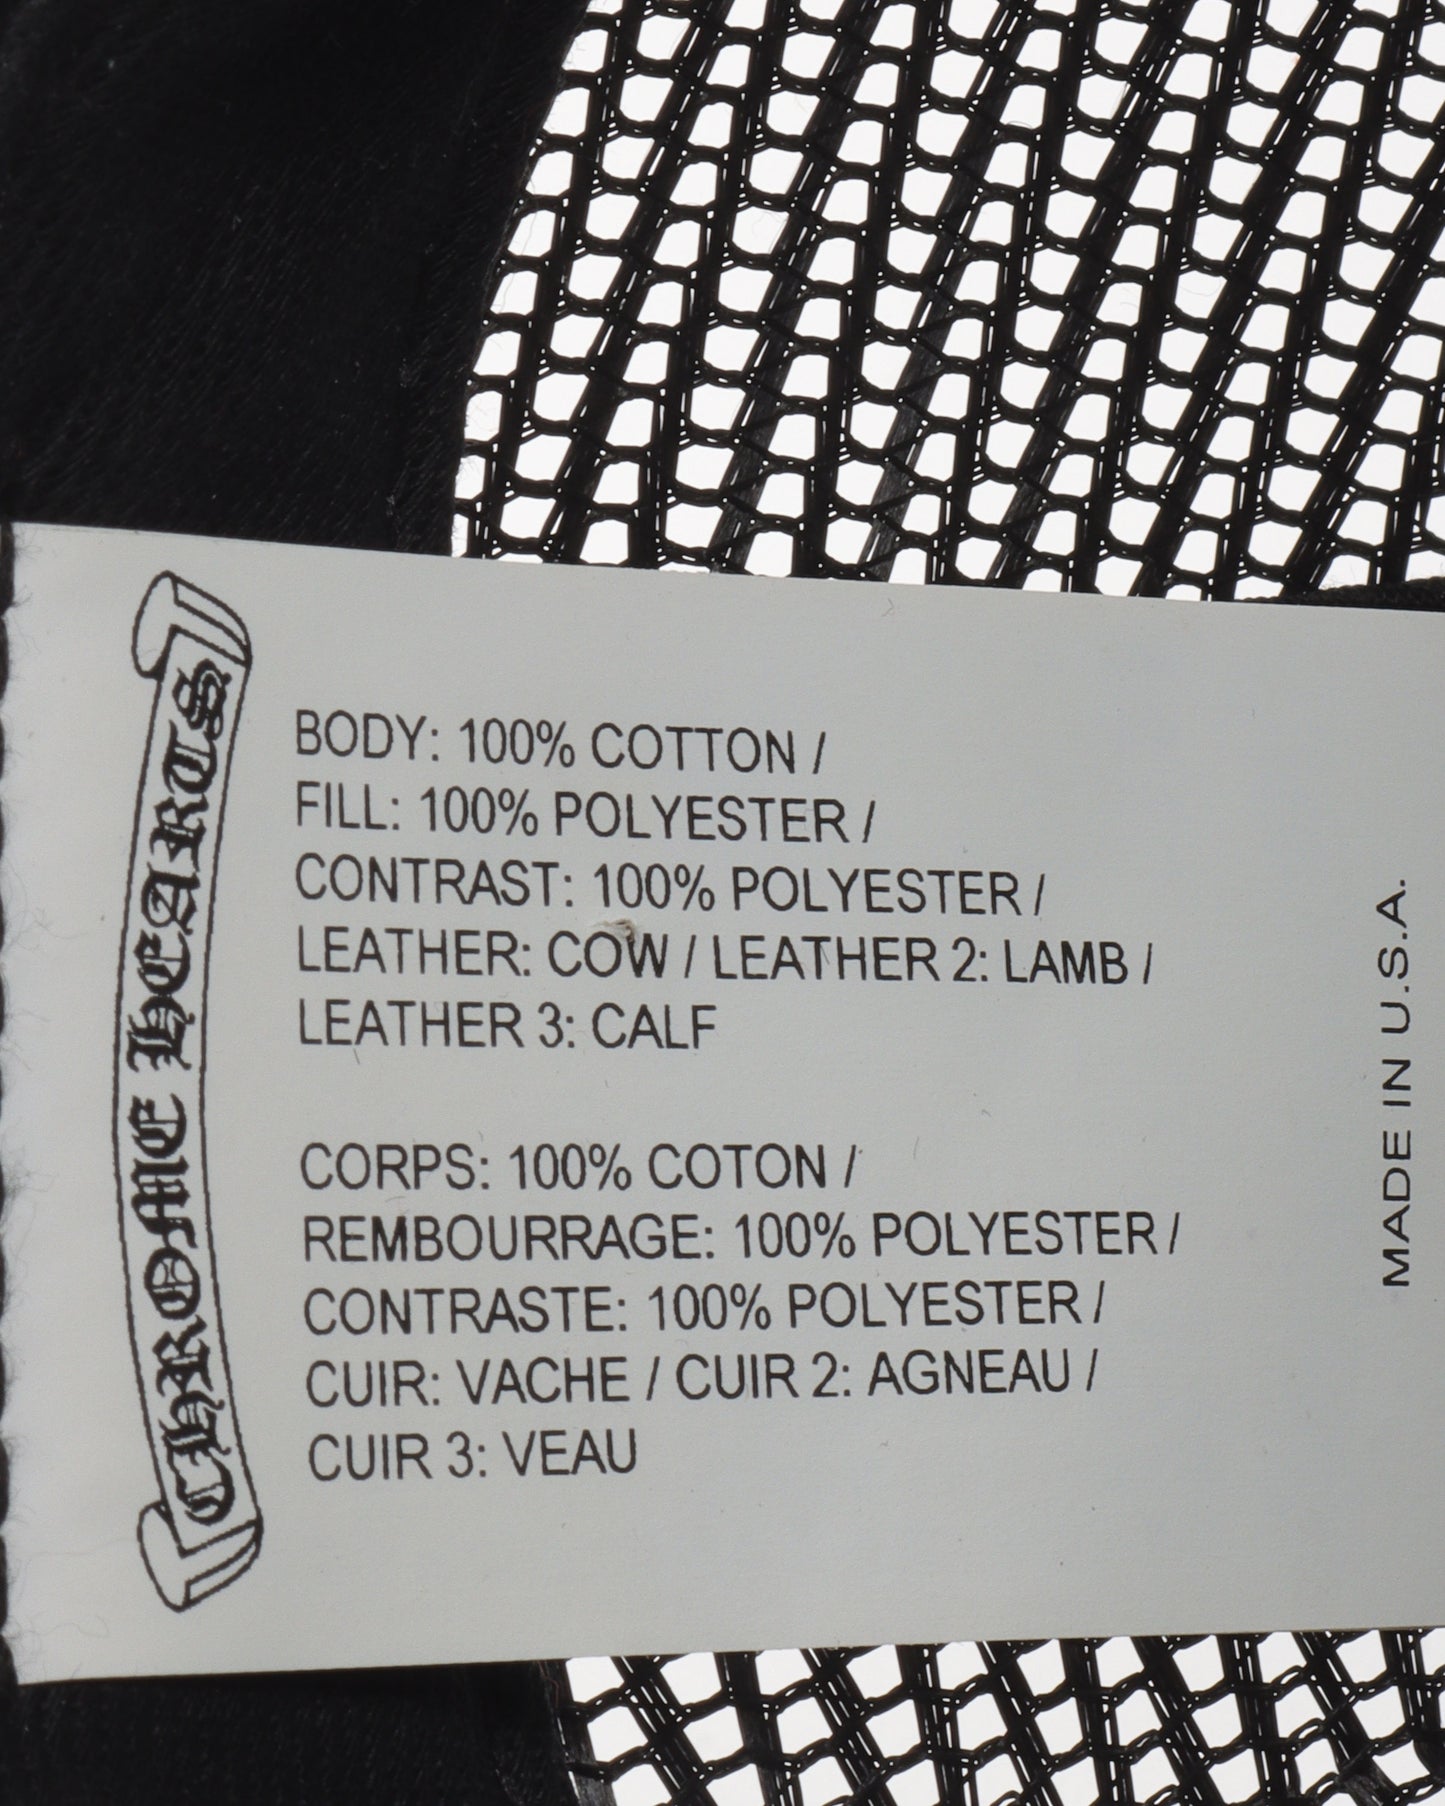 CHROME HEARTS
BODY: 100% COTTON /
FILL: 100% POLYESTER /
CONTRAST: 100% POLYESTER /
LEATHER: COW / LEATHER 2: LAMB /
LEATHER 3: CALF
CORPS: 100% COTON /
REMBOURRAGE: 100% POLYESTER /
CONTRASTE: 100% POLYESTER /
CUIR: VACHE / CUIR 2: AGNEAU /
CUIR 3: VEAU
MADE IN U.S.A.